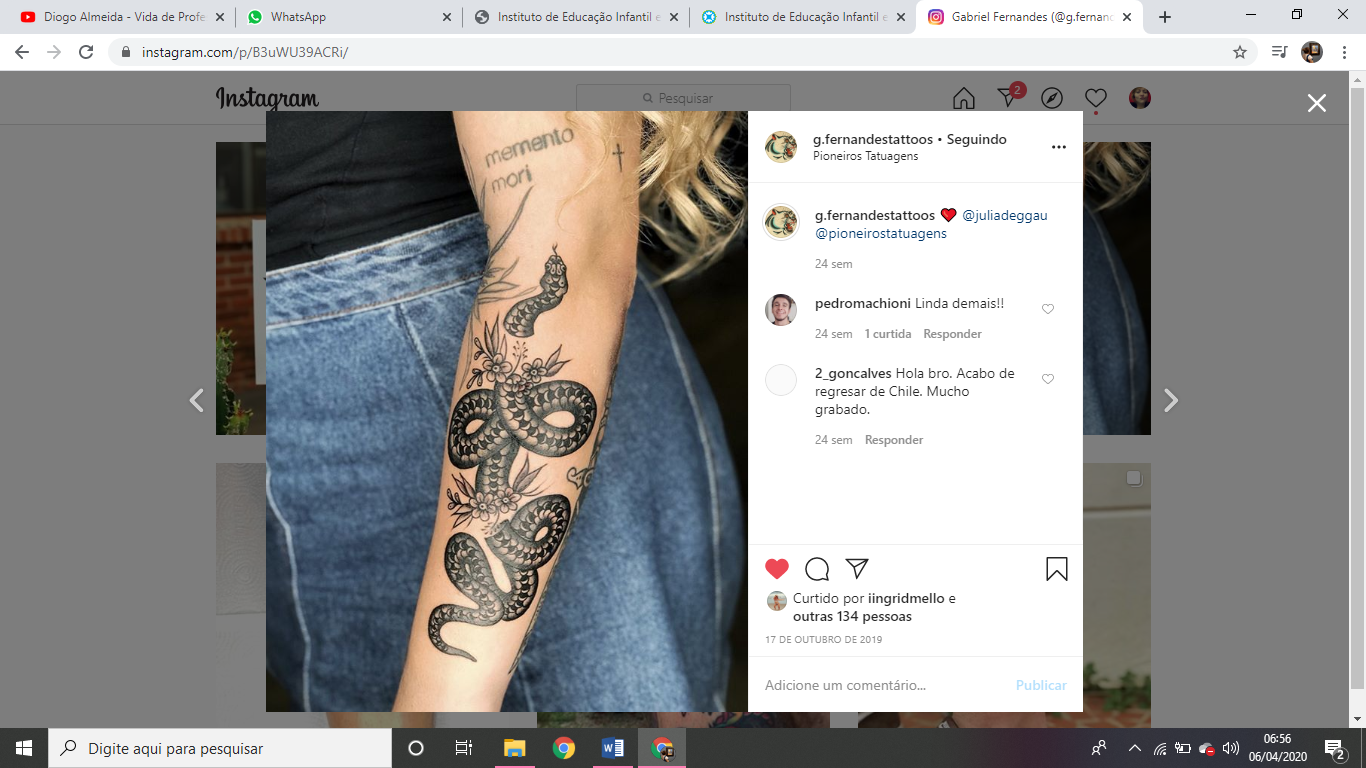 Diogo Almeida - Vida de Profe
WhatsApp
Instituto de Educação Infantil e
Instituto de Educação Infantil e
Gabriel Fernandes (@g.fernand
instagram.com/p/B3uWU39ACRi/
Instagram
Pesquisar
2
memento
mori
g.fernandestattoos • Seguindo
Pioneiros Tatuagens
g.fernandestattoos ❤ @juliadeggau
@pioneirostatuagens
24 sem
pedromachioni Linda demais!!
24 sem 1 curtida Responder
2_goncalves Hola bro. Acabo de
regresar de Chile. Mucho
grabado.
24 sem Responder
Curtido por iingridmello e
outras 134 pessoas
17 DE OUTUBRO DE 2019
Adicione um comentário... Publicar
Digite aqui para pesquisar
06:56
06/04/2020
2